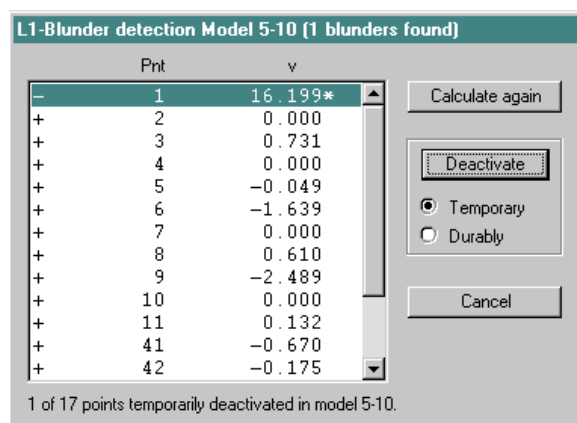 L1-Blunder detection Model 5-10 (1 blunders found)
Pnt v
− 1 16.199*
+ 2 0.000
+ 3 0.731
+ 4 0.000
+ 5 −0.049
+ 6 −1.639
+ 7 0.000
+ 8 0.610
+ 9 −2.489
+ 10 0.000
+ 11 0.132
+ 41 −0.670
+ 42 −0.175
Calculate again
Deactivate
Temporary
Durably
Cancel
1 of 17 points temporarily deactivated in model 5-10.